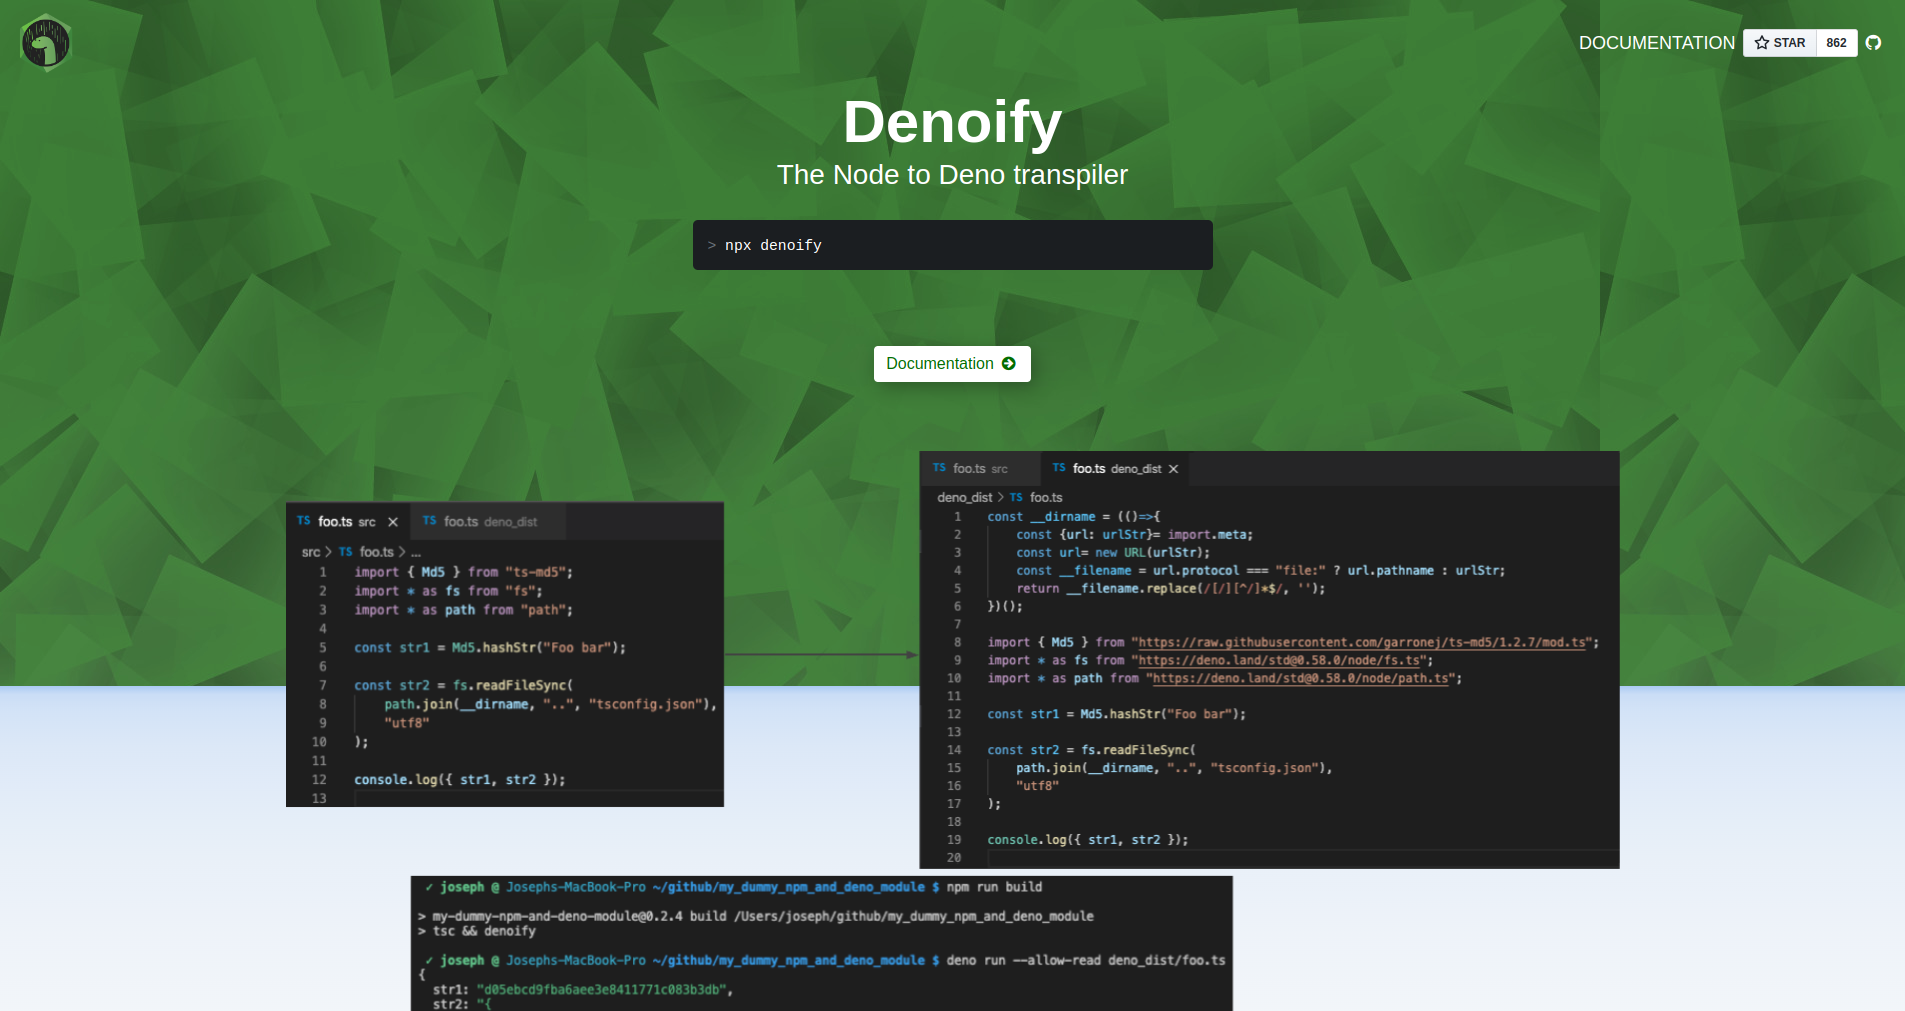 DOCUMENTATION STAR 862
Denoify
The Node to Deno transpiler
> npx denoify
Documentation
TS foo.ts src × TS foo.ts deno_dist
src > TS foo.ts > ...
1 import { Md5 } from "ts-md5";
2 import * as fs from "fs";
3 import * as path from "path";
4
5 const str1 = Md5.hashStr("Foo bar");
6
7 const str2 = fs.readFileSync(
8 path.join(__dirname, "..", "tsconfig.json"),
9 "utf8"
10 );
11
12 console.log({ str1, str2 });
13
TS foo.ts src TS foo.ts deno_dist ×
deno_dist > TS foo.ts
1 const __dirname = (()=>{
2 const {url: urlStr}= import.meta;
3 const url= new URL(urlStr);
4 const __filename = url.protocol === "file:" ? url.pathname : urlStr;
5 return __filename.replace(/[/][^/]*$/, '');
6 })();
7
8 import { Md5 } from "https://raw.githubusercontent.com/garronej/ts-md5/1.2.7/mod.ts";
9 import * as fs from "https://deno.land/std@0.58.0/node/fs.ts";
10 import * as path from "https://deno.land/std@0.58.0/node/path.ts";
11
12 const str1 = Md5.hashStr("Foo bar");
13
14 const str2 = fs.readFileSync(
15 path.join(__dirname, "..", "tsconfig.json"),
16 "utf8"
17 );
18
19 console.log({ str1, str2 });
20
✓ joseph @ Josephs-MacBook-Pro ~/github/my_dummy_npm_and_deno_module $ npm run build
> my-dummy-npm-and-deno-module@0.2.4 build /Users/joseph/github/my_dummy_npm_and_deno_module
> tsc && denoify
✓ joseph @ Josephs-MacBook-Pro ~/github/my_dummy_npm_and_deno_module $ deno run --allow-read deno_dist/foo.ts
{
str1: "d05ebcd9fba6aee3e8411771c083b3db",
str2: "{